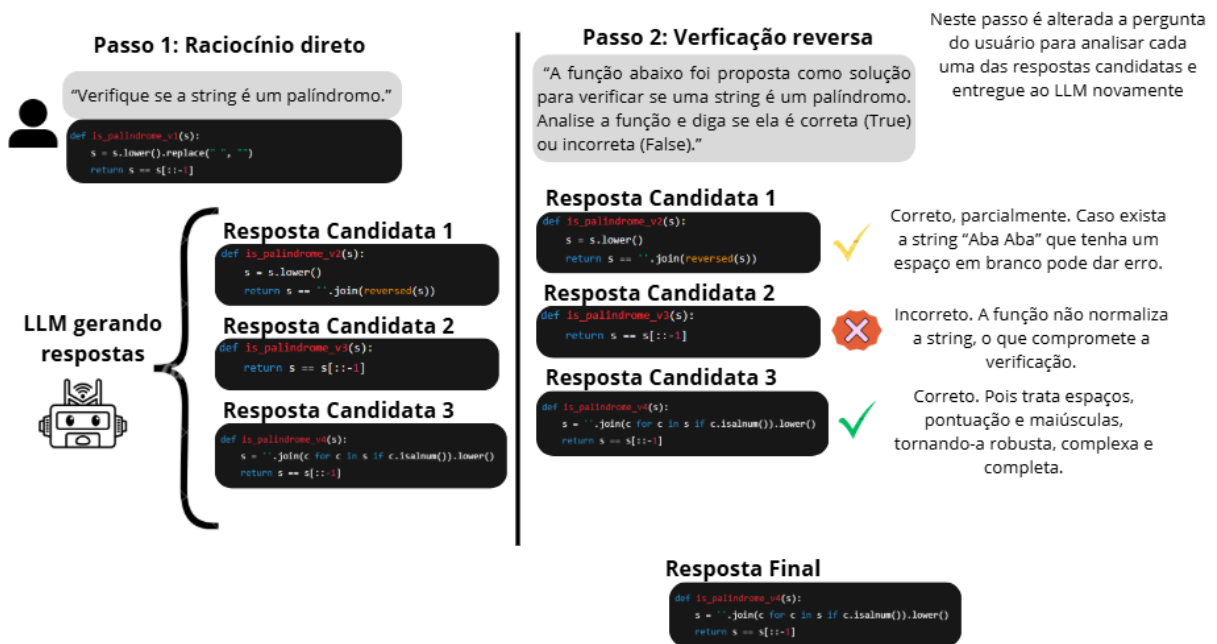 Passo 1: Raciocínio direto
“Verifique se a string é um palíndromo.”
def is_palindrome_v1(s):
    s = s.lower().replace(" ", "")
    return s == s[::-1]
LLM gerando
respostas
Resposta Candidata 1
def is_palindrome_v2(s):
    s = s.lower()
    return s == ''.join(reversed(s))
Resposta Candidata 2
def is_palindrome_v3(s):
    return s == s[::-1]
Resposta Candidata 3
def is_palindrome_v4(s):
    s = ''.join(c for c in s if c.isalnum()).lower()
    return s == s[::-1]
Passo 2: Verficação reversa
“A função abaixo foi proposta como solução
para verificar se uma string é um palíndromo.
Analise a função e diga se ela é correta (True)
ou incorreta (False).”
Neste passo é alterada a pergunta
do usuário para analisar cada
uma das respostas candidatas e
entregue ao LLM novamente
Resposta Candidata 1
def is_palindrome_v2(s):
    s = s.lower()
    return s == ''.join(reversed(s))
Correto, parcialmente. Caso exista
a string “Aba Aba” que tenha um
espaço em branco pode dar erro.
Resposta Candidata 2
def is_palindrome_v3(s):
    return s == s[::-1]
Incorreto. A função não normaliza
a string, o que compromete a
verificação.
Resposta Candidata 3
def is_palindrome_v4(s):
    s = ''.join(c for c in s if c.isalnum()).lower()
    return s == s[::-1]
Correto. Pois trata espaços,
pontuação e maiúsculas,
tornando-a robusta, complexa e
completa.
Resposta Final
def is_palindrome_v4(s):
    s = ''.join(c for c in s if c.isalnum()).lower()
    return s == s[::-1]